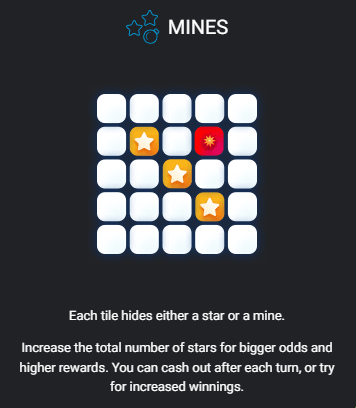 MINES
Each tile hides either a star or a mine.
Increase the total number of stars for bigger odds and
higher rewards. You can cash out after each turn, or try
for increased winnings.